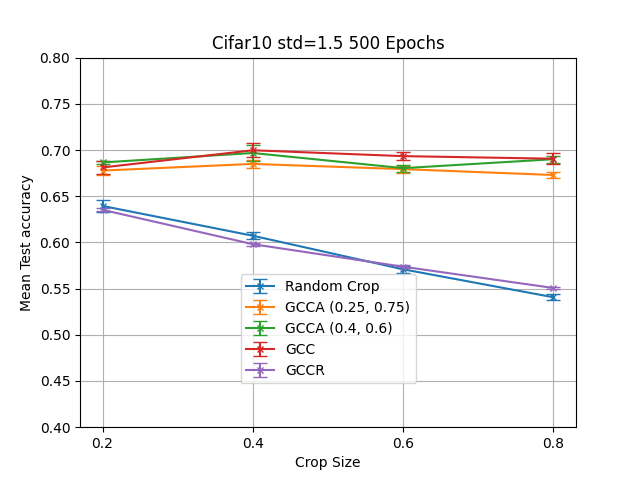 Cifar10 std=1.5 500 Epochs
0.80
0.75
0.70
0.65
0.60
0.55
0.50
0.45
0.40
Mean Test accuracy
Random Crop
GCCA (0.25, 0.75)
GCCA (0.4, 0.6)
GCC
GCCR
0.2 0.4 0.6 0.8
Crop Size